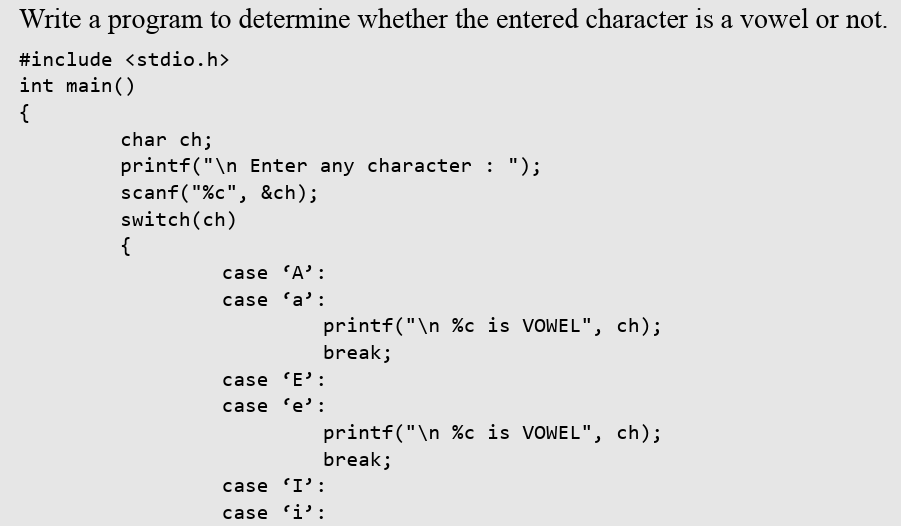 Write a program to determine whether the entered character is a vowel or not.
#include <stdio.h>
int main()
{
char ch;
printf("\n Enter any character : ");
scanf("%c", &ch);
switch(ch)
{
case ‘A’:
case ‘a’:
printf("\n %c is VOWEL", ch);
break;
case ‘E’:
case ‘e’:
printf("\n %c is VOWEL", ch);
break;
case ‘I’:
case ‘i’: